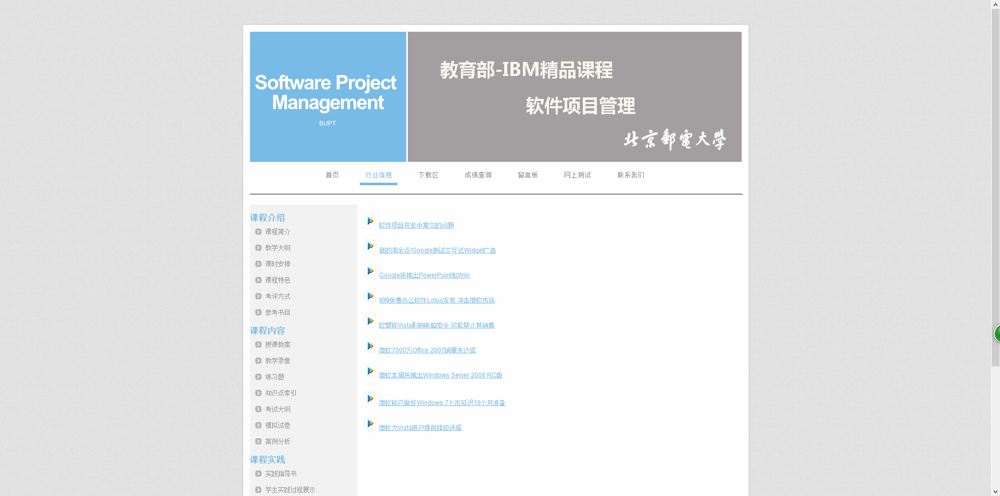 Software Project
Management
BUPT
教育部-IBM精品课程
软件项目管理
北京郵電大學
首页
行业信息
下载区
成绩查询
留言板
网上测试
联系我们
课程介绍
课程简介
教学大纲
课时安排
课程特色
考评方式
参考书目
课程内容
授课教案
教学录像
练习题
知识点索引
考试大纲
模拟试卷
案例分析
课程实践
实践指导书
学生实践过程展示
软件项目开发中常见的问题
新的淘金点!Google测试交互式Widget广告
Google将推出PowerPoint和Wiki
IBM免费办公软件Lotus发布 冲击微软市场
欧盟称Vista影响电脑安全 可能禁止其销售
微软7000万Office 2007销量未达成
微软本周将推出Windows Server 2008 RC版
微软称已做好Windows 7上市延迟18个月准备
微软为Vista用户提供降级选择